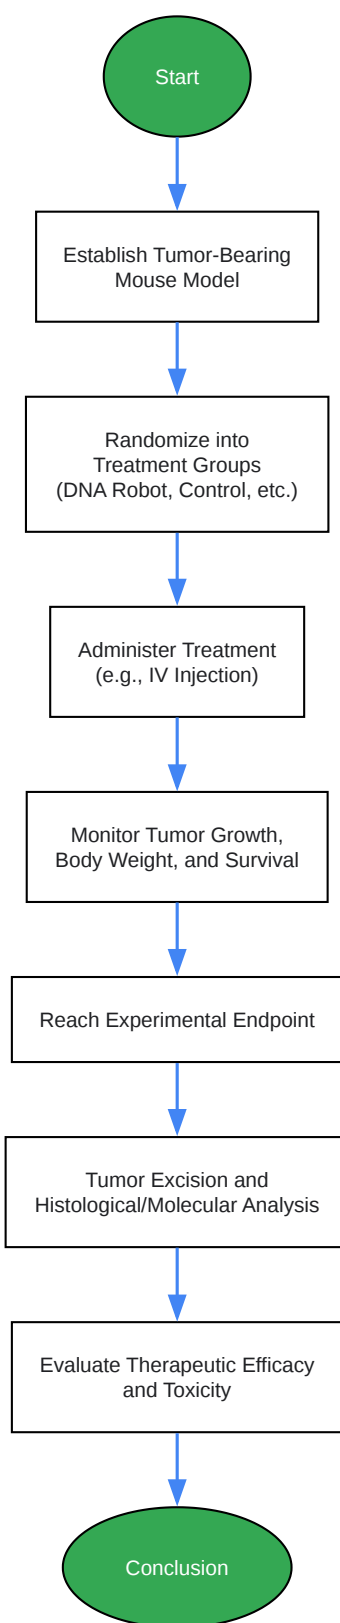 Start
Establish Tumor-Bearing
Mouse Model
Randomize into
Treatment Groups
(DNA Robot, Control, etc.)
Administer Treatment
(e.g., IV Injection)
Monitor Tumor Growth,
Body Weight, and Survival
Reach Experimental Endpoint
Tumor Excision and
Histological/Molecular Analysis
Evaluate Therapeutic Efficacy
and Toxicity
Conclusion